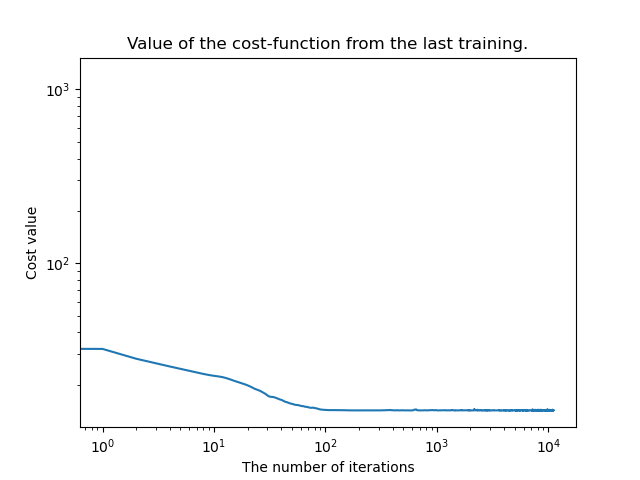 Value of the cost-function from the last training.
10³
10²
Cost value
10⁰ 10¹ 10² 10³ 10⁴
The number of iterations